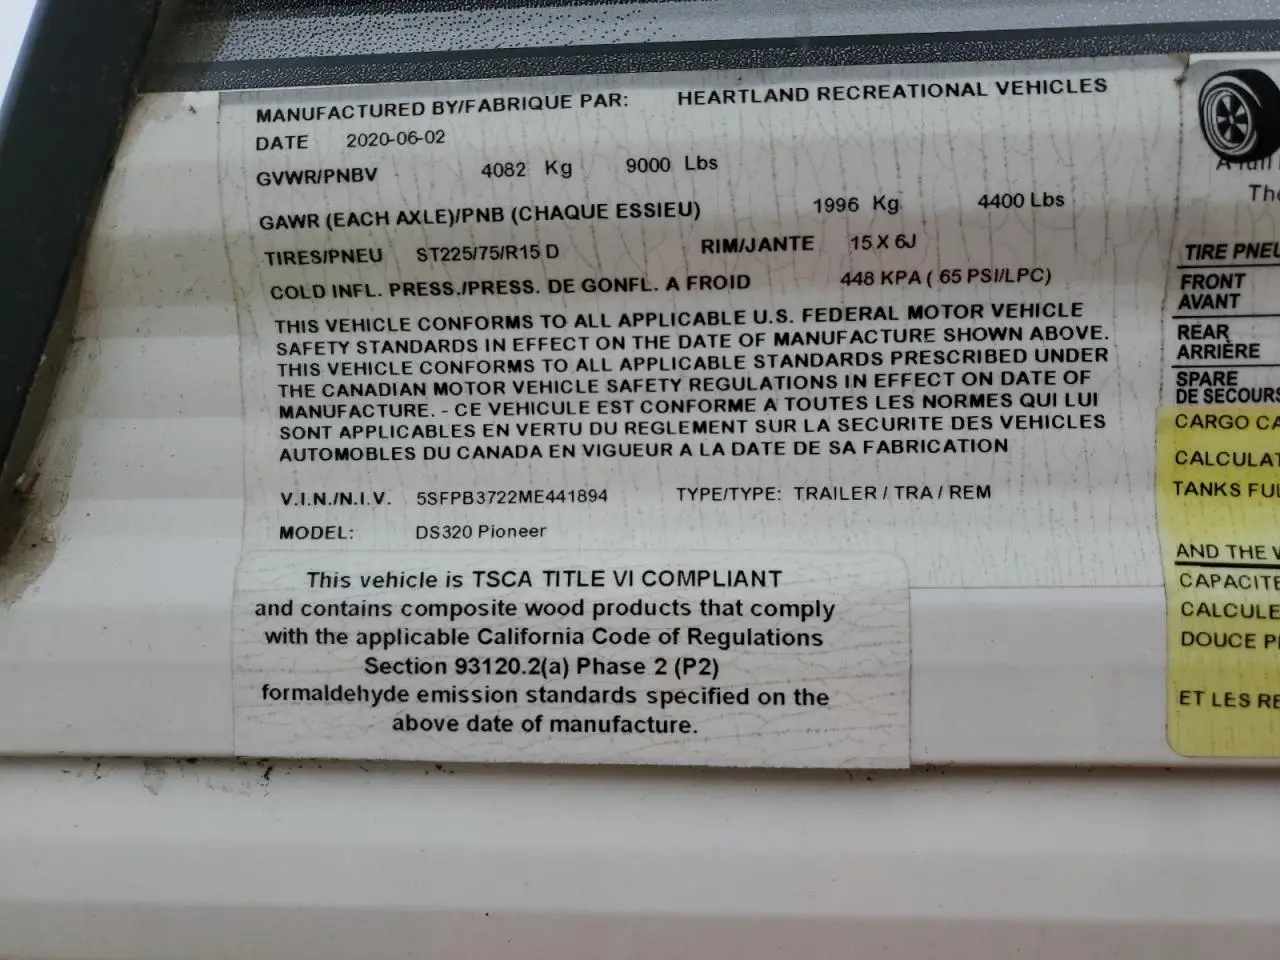 MANUFACTURED BY/FABRIQUE PAR: HEARTLAND RECREATIONAL VEHICLES
DATE 2020-06-02
GVWR/PNBV 4082 Kg 9000 Lbs
GAWR (EACH AXLE)/PNB (CHAQUE ESSIEU) 1996 Kg 4400 Lbs
TIRES/PNEU ST225/75/R15 D RIM/JANTE 15 X 6J
COLD INFL. PRESS./PRESS. DE GONFL. A FROID 448 KPA ( 65 PSI/LPC)
THIS VEHICLE CONFORMS TO ALL APPLICABLE U.S. FEDERAL MOTOR VEHICLE
SAFETY STANDARDS IN EFFECT ON THE DATE OF MANUFACTURE SHOWN ABOVE.
THIS VEHICLE CONFORMS TO ALL APPLICABLE STANDARDS PRESCRIBED UNDER
THE CANADIAN MOTOR VEHICLE SAFETY REGULATIONS IN EFFECT ON DATE OF
MANUFACTURE. - CE VEHICULE EST CONFORME A TOUTES LES NORMES QUI LUI
SONT APPLICABLES EN VERTU DU REGLEMENT SUR LA SECURITE DES VEHICLES
AUTOMOBLES DU CANADA EN VIGUEUR A LA DATE DE SA FABRICATION
V.I.N./N.I.V. 5SFPB3722ME441894 TYPE/TYPE: TRAILER / TRA / REM
MODEL: DS320 Pioneer
This vehicle is TSCA TITLE VI COMPLIANT
and contains composite wood products that comply
with the applicable California Code of Regulations
Section 93120.2(a) Phase 2 (P2)
formaldehyde emission standards specified on the
above date of manufacture.
TIRE PNEU
FRONT
AVANT
REAR
ARRIÈRE
SPARE
DE SECOURS
CARGO
TANKS
AND THE
DOUCE
ET LES